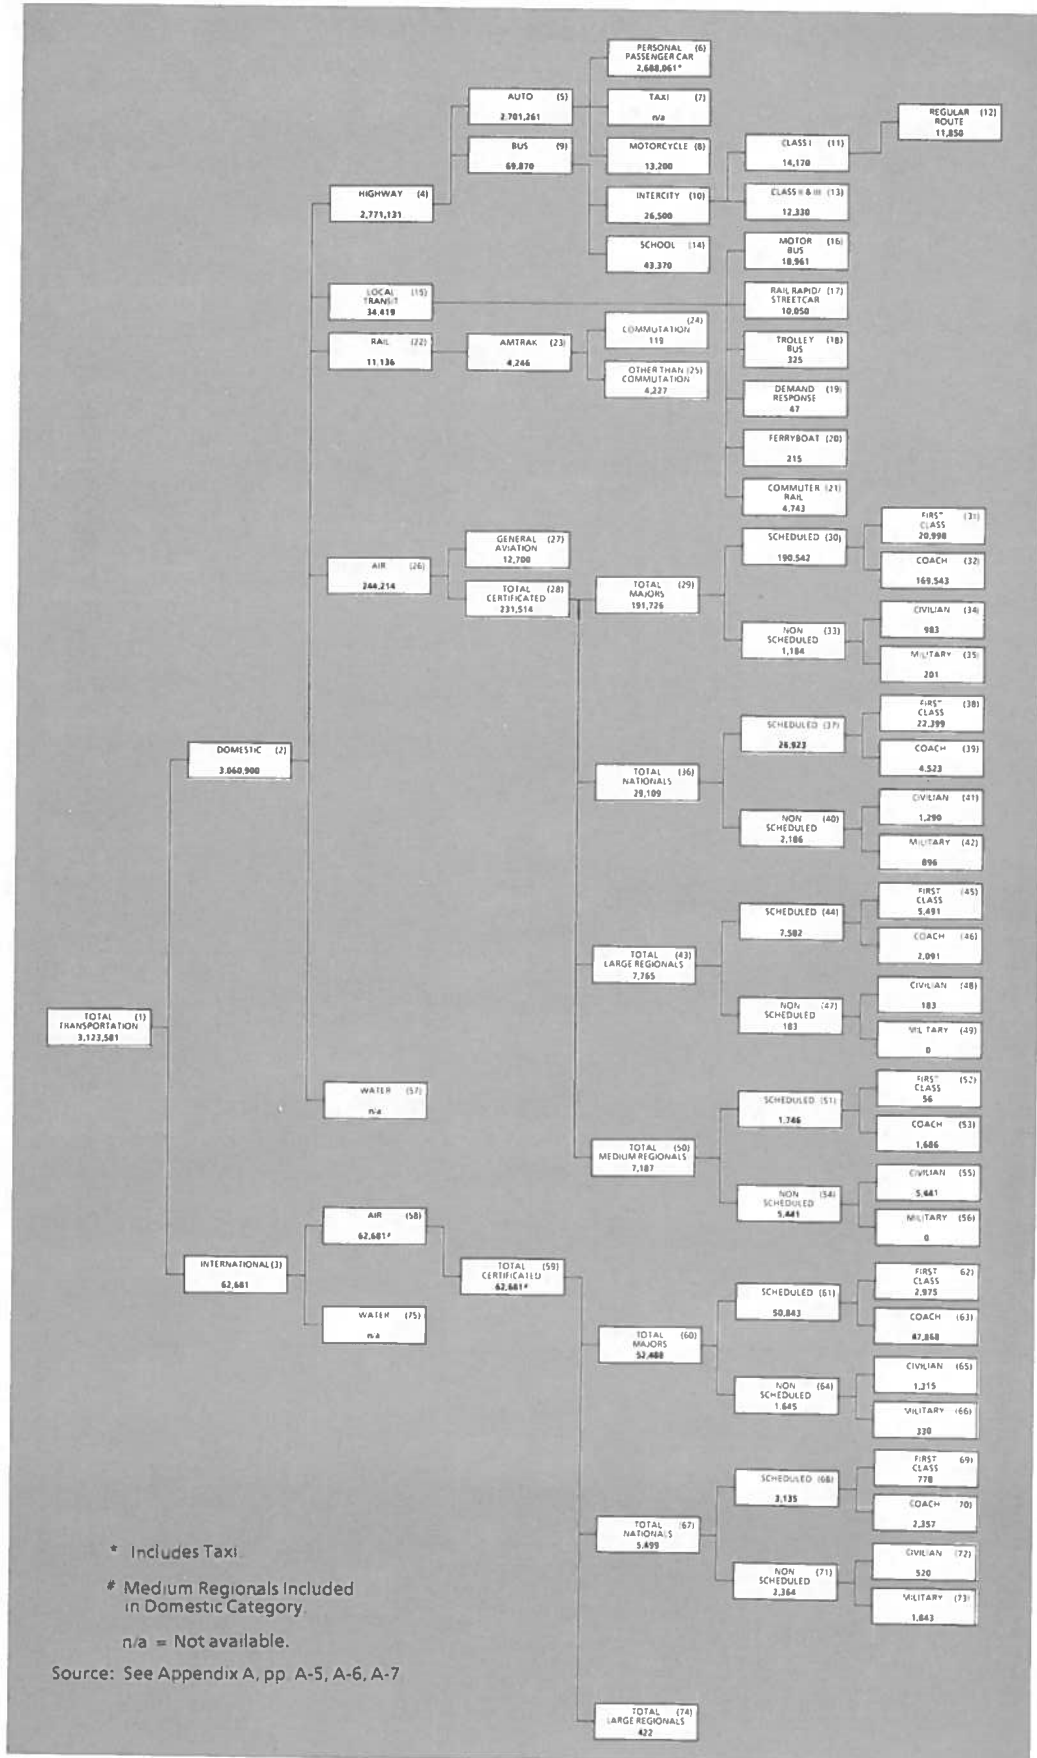 PERSONAL (6)
PASSENGER CAR
2,688,061*
AUTO (5)
2,701,261
TAXI (7)
n/a
REGULAR (12)
ROUTE
11,850
BUS (9)
69,870
MOTORCYCLE (8)
13,200
CLASS I (11)
14,170
HIGHWAY (4)
2,771,131
INTERCITY (10)
26,500
CLASS II & III (13)
12,330
SCHOOL (14)
43,370
MOTOR (16)
BUS
18,961
LOCAL (15)
TRANSIT
34,419
RAIL RAPID/ (17)
STREETCAR
10,050
RAIL (22)
11,136
AMTRAK (23)
4,246
(24)
COMMUTATION
119
TROLLEY (18)
BUS
325
OTHER THAN (25)
COMMUTATION
4,227
DEMAND (19)
RESPONSE
47
FERRYBOAT (20)
215
COMMUTER (21)
RAIL
4,743
FIRST (31)
CLASS
20,998
GENERAL (27)
AVIATION
12,700
SCHEDULED (30)
190,542
COACH (32)
169,543
AIR (26)
244,214
TOTAL (28)
CERTIFICATED
231,514
TOTAL (29)
MAJORS
191,726
CIVILIAN (34)
983
NON (33)
SCHEDULED
1,184
MILITARY (35)
201
FIRST (38)
CLASS
22,399
SCHEDULED (37)
26,923
COACH (39)
4,523
DOMESTIC (2)
3,060,900
TOTAL (36)
NATIONALS
29,109
CIVILIAN (41)
1,290
NON (40)
SCHEDULED
2,186
MILITARY (42)
896
FIRST (45)
CLASS
5,491
SCHEDULED (44)
7,582
COACH (46)
2,091
TOTAL (43)
LARGE REGIONALS
7,765
CIVILIAN (48)
183
NON (47)
SCHEDULED
183
MILITARY (49)
0
TOTAL (1)
TRANSPORTATION
3,123,581
FIRST (52)
CLASS
56
WATER (57)
n/a
SCHEDULED (51)
1,746
COACH (53)
1,686
TOTAL (50)
MEDIUM REGIONALS
7,187
CIVILIAN (55)
5,441
NON (54)
SCHEDULED
5,441
MILITARY (56)
0
AIR (58)
62,681#
INTERNATIONAL (3)
62,681
TOTAL (59)
CERTIFICATED
62,681#
FIRST 62)
CLASS
2,975
SCHEDULED (61)
50,843
COACH (63)
47,868
WATER (75)
n/a
TOTAL (60)
MAJORS
52,488
CIVILIAN (65)
1,315
NON (64)
SCHEDULED
1,645
MILITARY (66)
330
FIRST 69)
CLASS
778
SCHEDULED (68)
3,135
COACH 70)
2,357
TOTAL (67)
NATIONALS
5,499
CIVILIAN (72)
520
NON (71)
SCHEDULED
2,364
MILITARY (73)
1,843
* Includes Taxi
# Medium Regionals Included
in Domestic Category.
n/a = Not available.
Source: See Appendix A, pp A-5, A-6, A-7
TOTAL (74)
LARGE REGIONALS
422